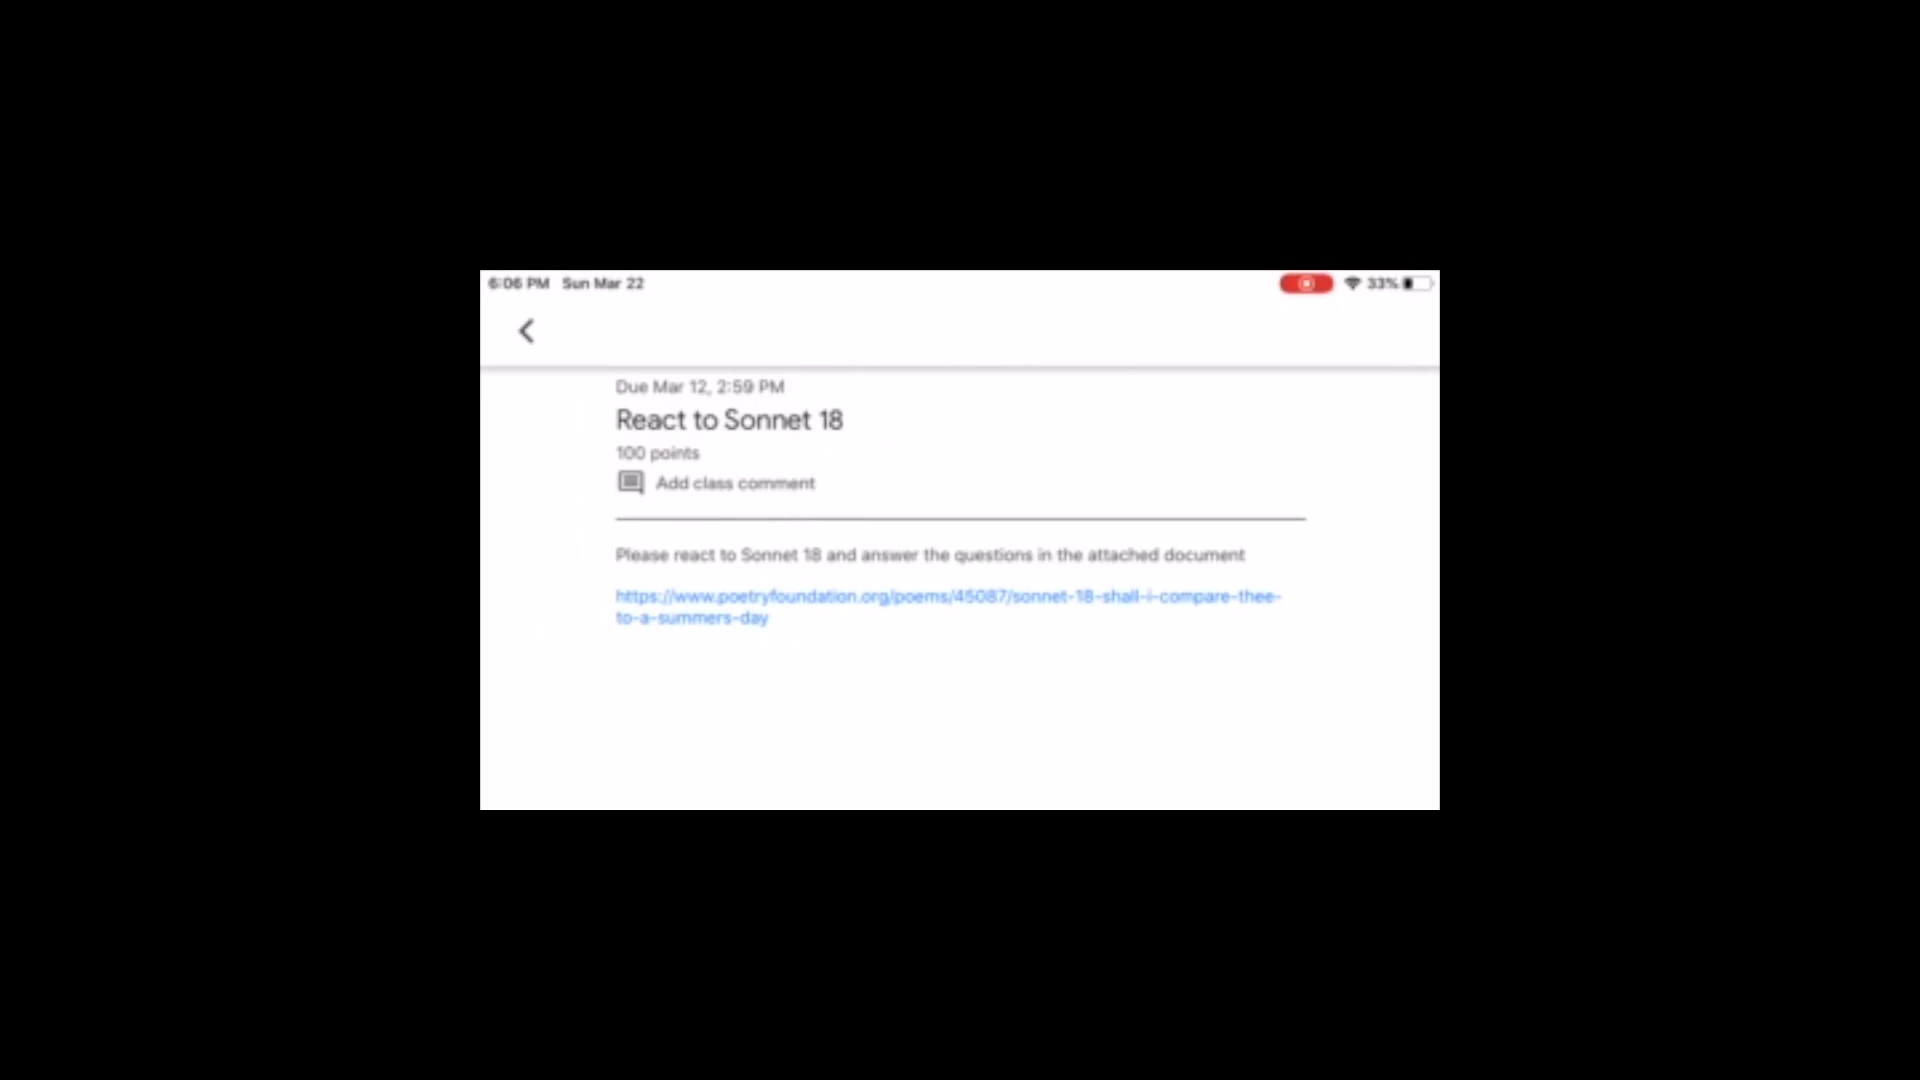 6:06 PM Sun Mar 22 33%
Due Mar 12, 2:59 PM
React to Sonnet 18
100 points
Add class comment
Please react to Sonnet 18 and answer the questions in the attached document
https://www.poetryfoundation.org/poems/45087/sonnet-18-shall-i-compare-thee-
to-a-summers-day